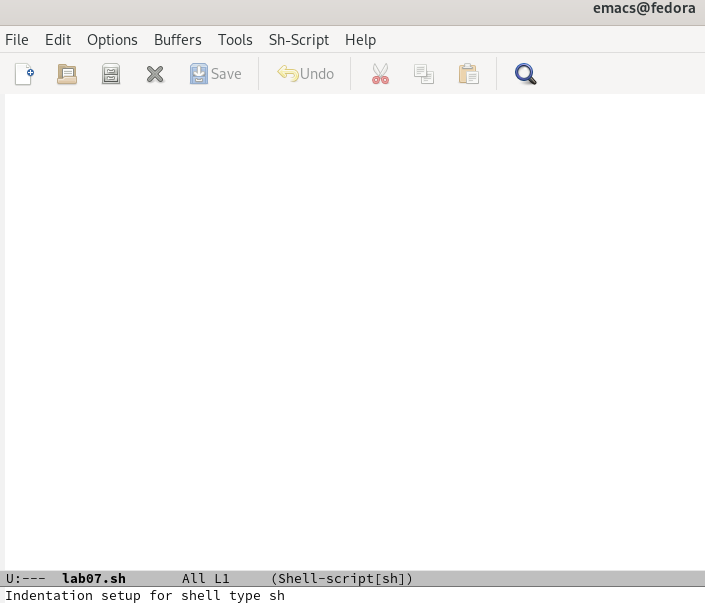 emacs@fedora
File Edit Options Buffers Tools Sh-Script Help
Save Undo
U:--- lab07.sh All L1 (Shell-script[sh])
Indentation setup for shell type sh